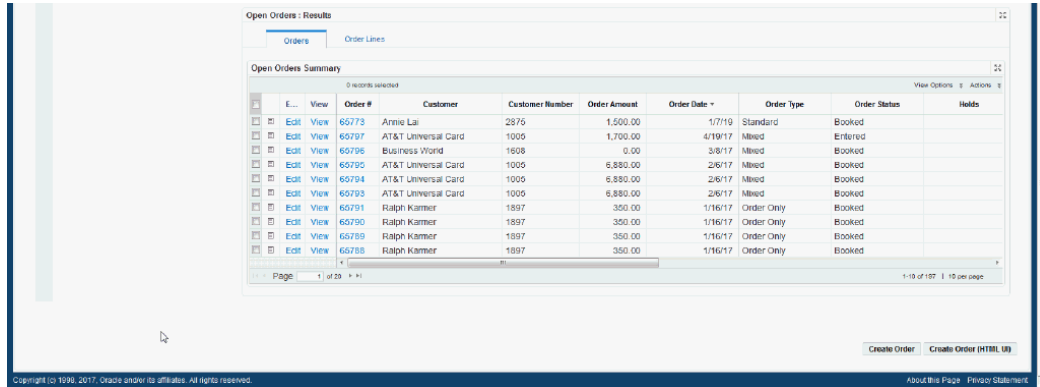 Open Orders : Results
Orders Order Lines
Open Orders Summary
0 records selected View Options Actions
E... View Order # Customer Customer Number Order Amount Order Date Order Type Order Status Holds
Edit View 65773 Annie Lai 2875 1,500.00 1/7/19 Standard Booked
Edit View 65797 AT&T Universal Card 1005 1,700.00 4/19/17 Mixed Entered
Edit View 65796 Business World 1608 0.00 3/8/17 Mixed Booked
Edit View 65795 AT&T Universal Card 1005 6,880.00 2/6/17 Mixed Booked
Edit View 65794 AT&T Universal Card 1005 6,880.00 2/6/17 Mixed Booked
Edit View 65793 AT&T Universal Card 1005 6,880.00 2/6/17 Mixed Booked
Edit View 65791 Ralph Karmer 1897 350.00 1/16/17 Order Only Booked
Edit View 65790 Ralph Karmer 1897 350.00 1/16/17 Order Only Booked
Edit View 65789 Ralph Karmer 1897 350.00 1/16/17 Order Only Booked
Edit View 65788 Ralph Karmer 1897 350.00 1/16/17 Order Only Booked
Page 1 of 20 1-10 of 197 | 10 per page
Create Order Create Order (HTML UI)
Copyright (c) 1998, 2017, Oracle and/or its affiliates. All rights reserved. About this Page Privacy Statement